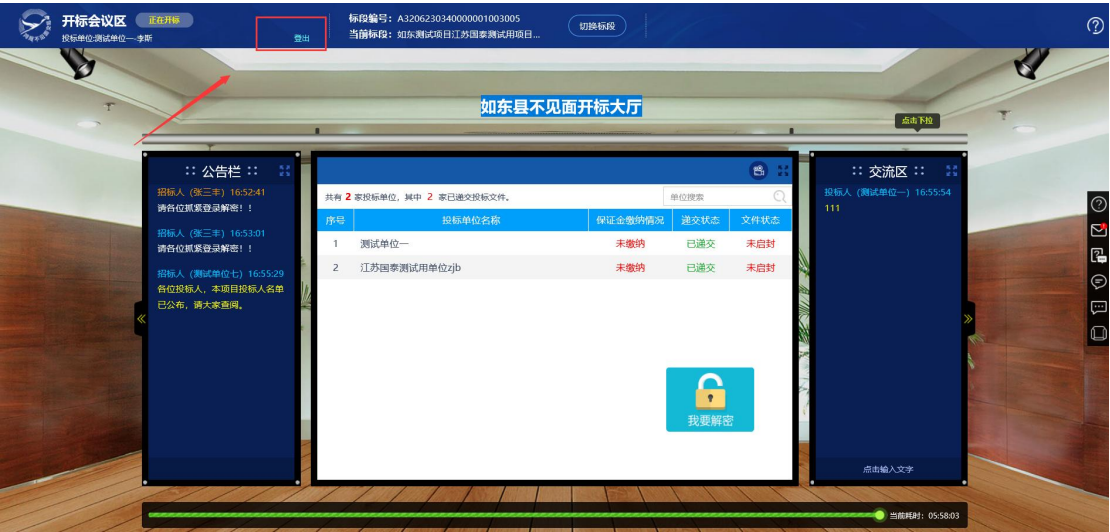 开标会议区
正在开标
投标单位:测试单位一-李斯
登出
标段编号：A3206230340000001003005
当前标段：如东测试项目江苏国泰测试用项目...
切换标段
如东县不见面开标大厅
点击下拉
:: 公告栏 ::
招标人（张三丰）16:52:41
请各位抓紧登录解密！！
招标人（张三丰）16:53:01
请各位抓紧登录解密！！
招标人（测试单位七）16:55:29
各位投标人，本项目投标人名单
已公布，请大家查阅。
共有 2 家投标单位，其中 2 家已递交投标文件。
单位搜索
序号 投标单位名称 保证金缴纳情况 递交状态 文件状态
1 测试单位一 未缴纳 已递交 未启封
2 江苏国泰测试用单位zjb 未缴纳 已递交 未启封
我要解密
:: 交流区 ::
投标人（测试单位一）16:55:54
111
点击输入文字
当前耗时：05:58:03